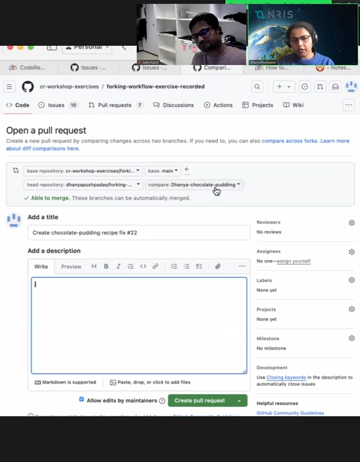 NRIS
Personal
CodeRe...
Issues ·...
Issues ·...
Compari...
Notes...
cr-workshop-exercises / forking-workflow-exercise-recorded
Code
Issues 16
Pull requests 7
Discussions
Actions
Projects
Wiki
Open a pull request
Create a new pull request by comparing changes across two branches. If you need to, you can also compare across forks. Learn
more about diff comparisons here.
base repository: cr-workshop-exercises/forki...
base: main
head repository: dhanyapushpadas/forking-...
compare: Dhanya-chocolate-pudding
Able to merge. These branches can be automatically merged.
Add a title
Create chocolate-pudding recipe fix #22
Add a description
Write
Preview
Markdown is supported
Paste, drop, or click to add files
Allow edits by maintainers
Create pull request
Reviewers
No reviews
Assignees
No one—assign yourself
Labels
None yet
Projects
None yet
Milestone
No milestone
Development
Use Closing keywords in the description to
automatically close issues
Helpful resources
GitHub Community Guidelines